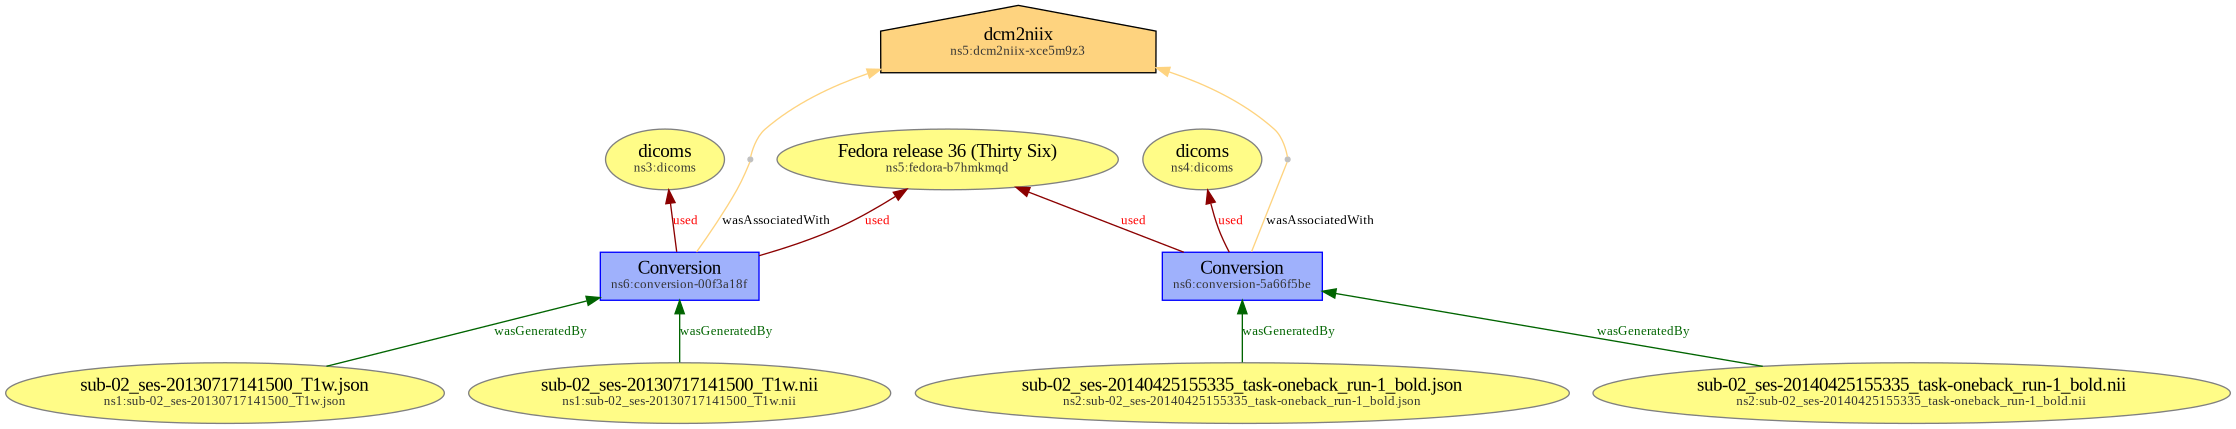 dcm2niix
ns5:dcm2niix-xce5m9z3
dicoms
ns3:dicoms
Fedora release 36 (Thirty Six)
ns5:fedora-b7hmkmqd
dicoms
ns4:dicoms
used
wasAssociatedWith
used
used
used
wasAssociatedWith
Conversion
ns6:conversion-00f3a18f
Conversion
ns6:conversion-5a66f5be
wasGeneratedBy
wasGeneratedBy
wasGeneratedBy
wasGeneratedBy
sub-02_ses-20130717141500_T1w.json
ns1:sub-02_ses-20130717141500_T1w.json
sub-02_ses-20130717141500_T1w.nii
ns1:sub-02_ses-20130717141500_T1w.nii
sub-02_ses-20140425155335_task-oneback_run-1_bold.json
ns2:sub-02_ses-20140425155335_task-oneback_run-1_bold.json
sub-02_ses-20140425155335_task-oneback_run-1_bold.nii
ns2:sub-02_ses-20140425155335_task-oneback_run-1_bold.nii